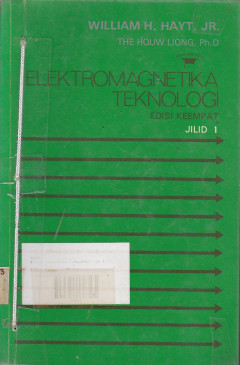 WILLIAM H. HAYT, JR.
THE HOUW LIONG, Ph.D
ELEKTROMAGNETIKA
TEKNOLOGI
EDISI KEEMPAT
JILID 1